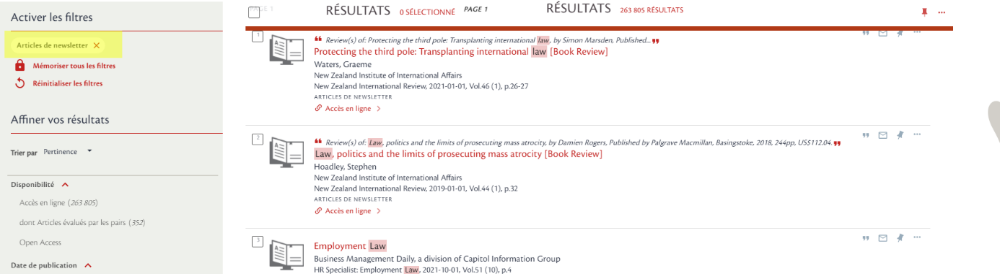 Activer les filtres
Articles de newsletter ✕
Mémoriser tous les filtres
Réinitialiser les filtres
Affiner vos résultats
Trier par Pertinence
Disponibilité
Accès en ligne (263 805)
dont Articles évalués par les pairs (352)
Open Access
Date de publication
PAGE 1
RÉSULTATS 0 SÉLECTIONNÉ PAGE 1 RÉSULTATS 263 805 RÉSULTATS
1
Review(s) of: Protecting the third pole: Transplanting international law, by Simon Marsden, Published...
Protecting the third pole: Transplanting international law [Book Review]
Waters, Graeme
New Zealand Institute of International Affairs
New Zealand International Review, 2021-01-01, Vol.46 (1), p.26-27
ARTICLES DE NEWSLETTER
Accès en ligne
2
Review(s) of: Law, politics and the limits of prosecuting mass atrocity, by Damien Rogers, Published by Palgrave Macmillan, Basingstoke, 2018, 244pp, US$112.04.
Law, politics and the limits of prosecuting mass atrocity [Book Review]
Hoadley, Stephen
New Zealand Institute of International Affairs
New Zealand International Review, 2019-01-01, Vol.44 (1), p.32
ARTICLES DE NEWSLETTER
Accès en ligne
3
Employment Law
Business Management Daily, a division of Capitol Information Group
HR Specialist: Employment Law, 2021-10-01, Vol.51 (10), p.4